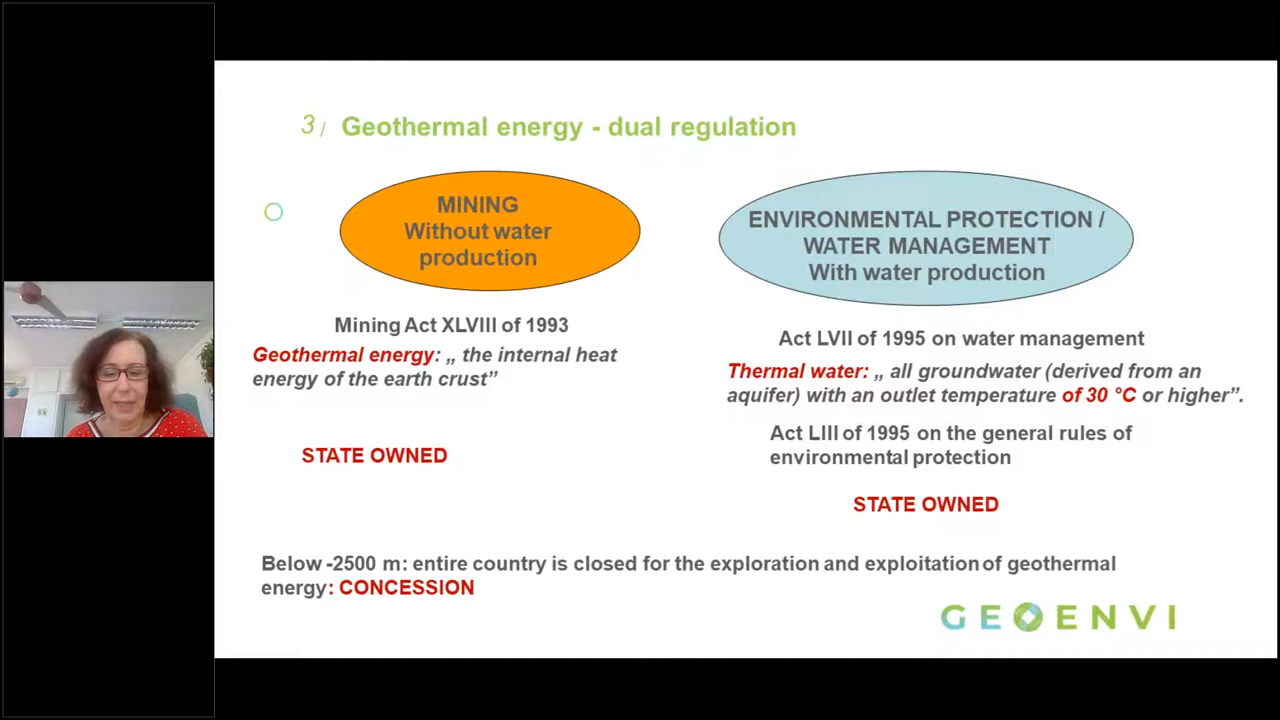 3 / Geothermal energy - dual regulation
MINING
Without water
production
ENVIRONMENTAL PROTECTION /
WATER MANAGEMENT
With water production
Mining Act XLVIII of 1993
Geothermal energy: „ the internal heat
energy of the earth crust”
STATE OWNED
Act LVII of 1995 on water management
Thermal water: „ all groundwater (derived from an
aquifer) with an outlet temperature of 30 °C or higher”.
Act LIII of 1995 on the general rules of
environmental protection
STATE OWNED
Below -2500 m: entire country is closed for the exploration and exploitation of geothermal
energy: CONCESSION
GEOENVI